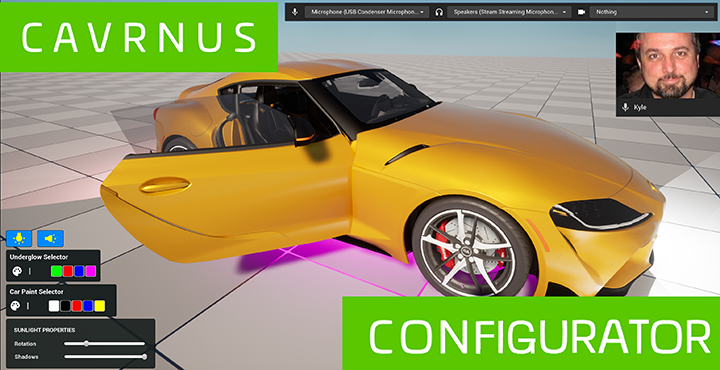 CAVRNUS
Microphone (USB Condenser Microphon...
Speakers (Steam Streaming Microphon...
Nothing
Kyle
Underglow Selector
Car Paint Selector
SUNLIGHT PROPERTIES
Rotation
Shadows
CONFIGURATOR